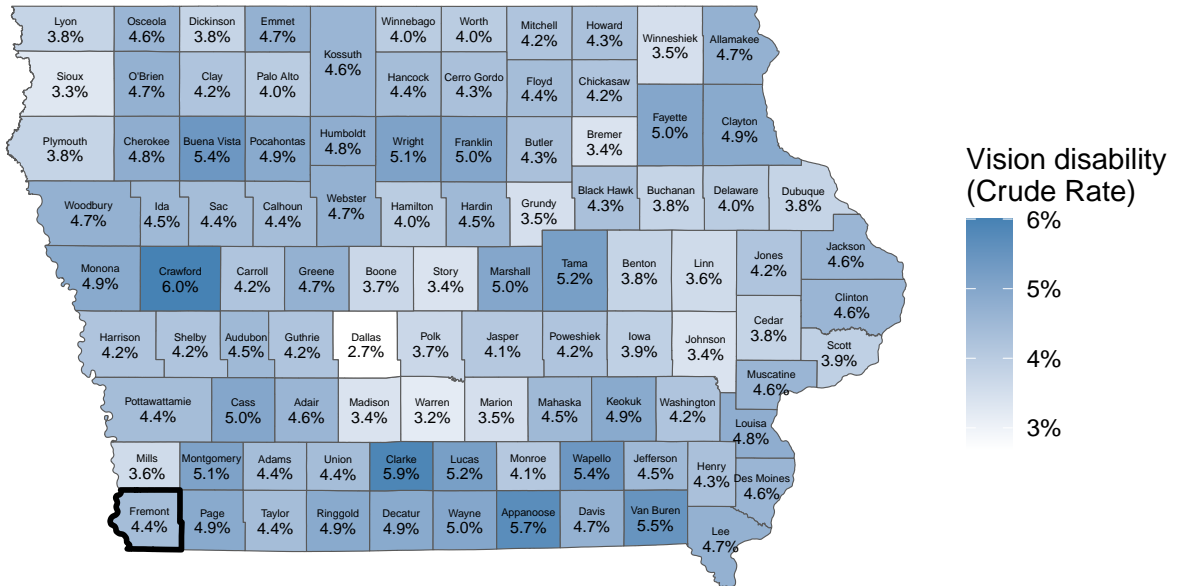 Lyon
3.8%
Osceola
4.6%
Dickinson
3.8%
Emmet
4.7%
Kossuth
4.6%
Winnebago
4.0%
Worth
4.0%
Mitchell
4.2%
Howard
4.3%
Winneshiek
3.5%
Allamakee
4.7%
Sioux
3.3%
O'Brien
4.7%
Clay
4.2%
Palo Alto
4.0%
Hancock
4.4%
Cerro Gordo
4.3%
Floyd
4.4%
Chickasaw
4.2%
Fayette
5.0%
Clayton
4.9%
Plymouth
3.8%
Cherokee
4.8%
Buena Vista
5.4%
Pocahontas
4.9%
Humboldt
4.8%
Wright
5.1%
Franklin
5.0%
Butler
4.3%
Bremer
3.4%
Woodbury
4.7%
Ida
4.5%
Sac
4.4%
Calhoun
4.4%
Webster
4.7%
Hamilton
4.0%
Hardin
4.5%
Grundy
3.5%
Black Hawk
4.3%
Buchanan
3.8%
Delaware
4.0%
Dubuque
3.8%
Monona
4.9%
Crawford
6.0%
Carroll
4.2%
Greene
4.7%
Boone
3.7%
Story
3.4%
Marshall
5.0%
Tama
5.2%
Benton
3.8%
Linn
3.6%
Jones
4.2%
Jackson
4.6%
Clinton
4.6%
Harrison
4.2%
Shelby
4.2%
Audubon
4.5%
Guthrie
4.2%
Dallas
2.7%
Polk
3.7%
Jasper
4.1%
Poweshiek
4.2%
Iowa
3.9%
Johnson
3.4%
Cedar
3.8%
Scott
3.9%
Muscatine
4.6%
Pottawattamie
4.4%
Cass
5.0%
Adair
4.6%
Madison
3.4%
Warren
3.2%
Marion
3.5%
Mahaska
4.5%
Keokuk
4.9%
Washington
4.2%
Louisa
4.8%
Mills
3.6%
Montgomery
5.1%
Adams
4.4%
Union
4.4%
Clarke
5.9%
Lucas
5.2%
Monroe
4.1%
Wapello
5.4%
Jefferson
4.5%
Henry
4.3%
Des Moines
4.6%
Fremont
4.4%
Page
4.9%
Taylor
4.4%
Ringgold
4.9%
Decatur
4.9%
Wayne
5.0%
Appanoose
5.7%
Davis
4.7%
Van Buren
5.5%
Lee
4.7%
Vision disability
(Crude Rate)
6%
5%
4%
3%